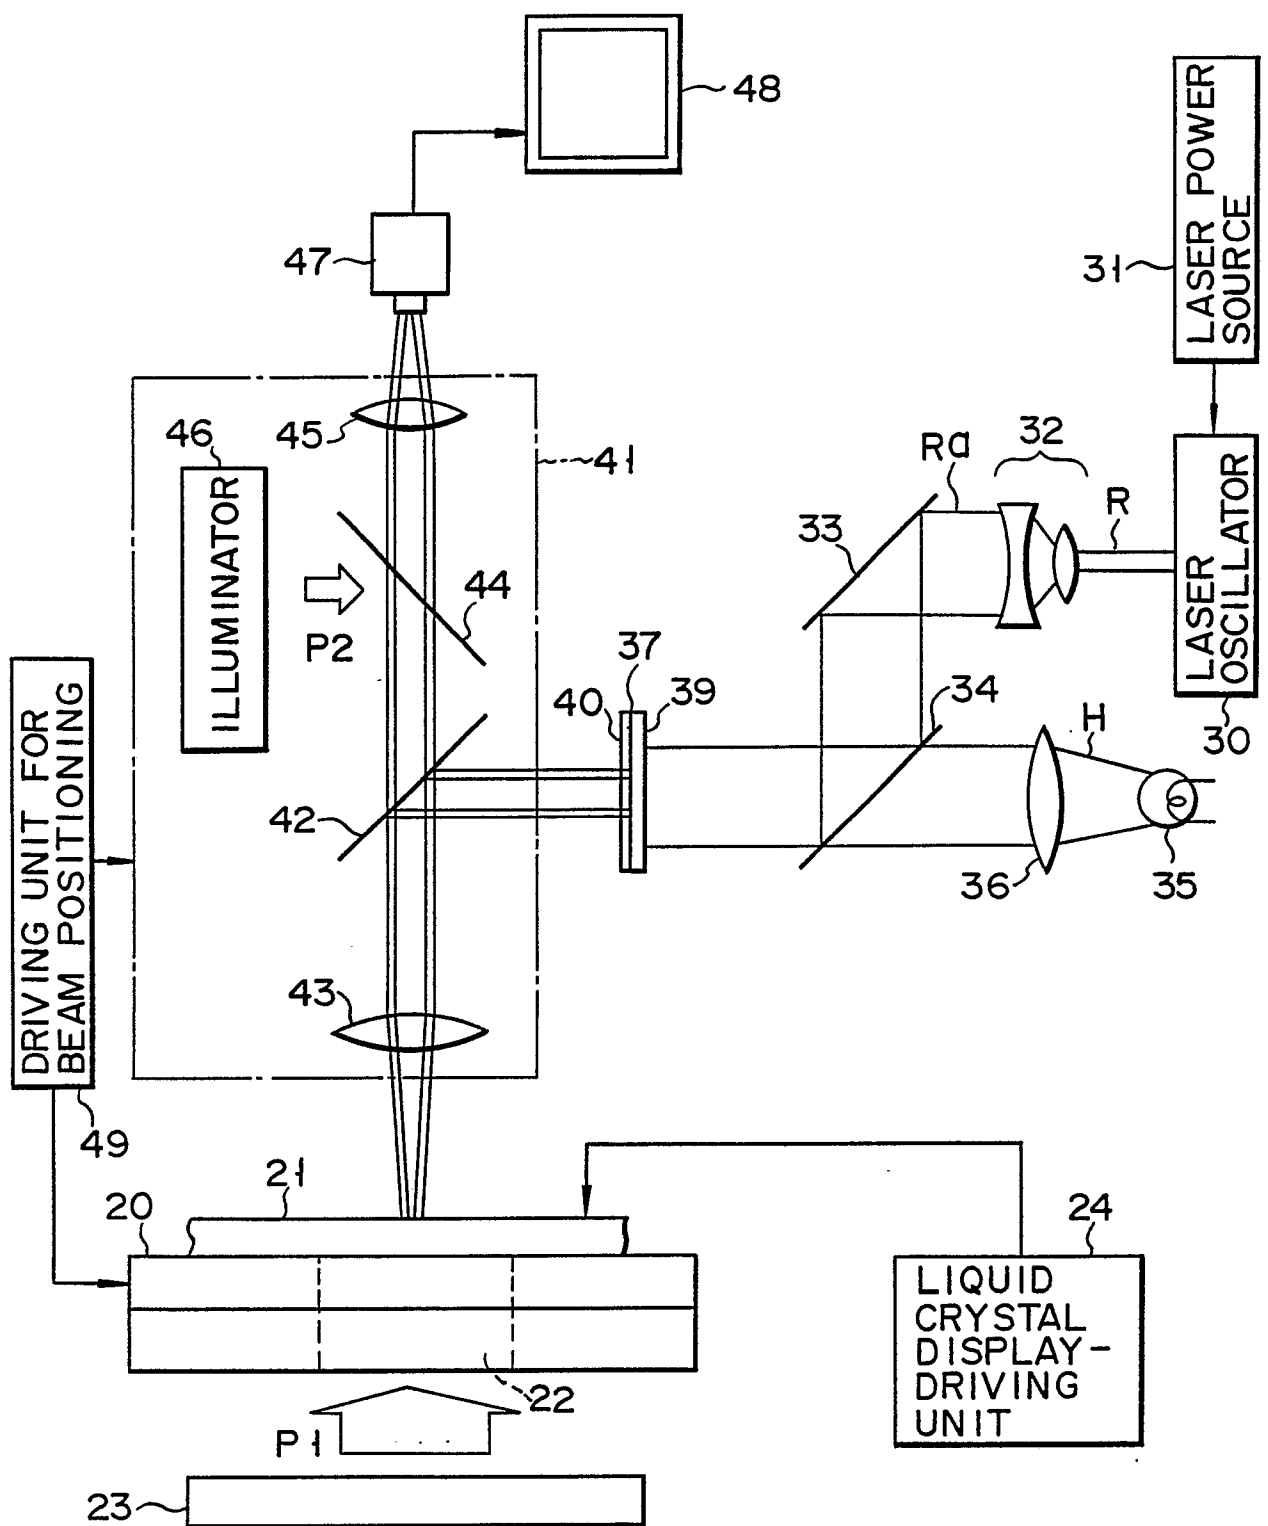 48
LASER POWER
SOURCE
31
47
45
46
ILLUMINATOR
41
32
Ra
R
33
LASER
OSCILLATOR
30
44
P2
37
40
39
34
H
42
36
35
DRIVING UNIT FOR
BEAM POSITIONING
49
43
21
20
24
LIQUID
CRYSTAL
DISPLAY-
DRIVING
UNIT
22
P1
23